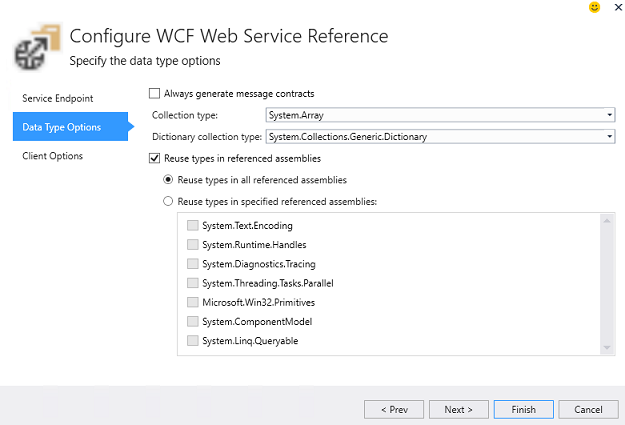 Configure WCF Web Service Reference
Specify the data type options
Service Endpoint
Data Type Options
Client Options
Always generate message contracts
Collection type: System.Array
Dictionary collection type: System.Collections.Generic.Dictionary
Reuse types in referenced assemblies
Reuse types in all referenced assemblies
Reuse types in specified referenced assemblies:
System.Text.Encoding
System.Runtime.Handles
System.Diagnostics.Tracing
System.Threading.Tasks.Parallel
Microsoft.Win32.Primitives
System.ComponentModel
System.Linq.Queryable
< Prev Next > Finish Cancel